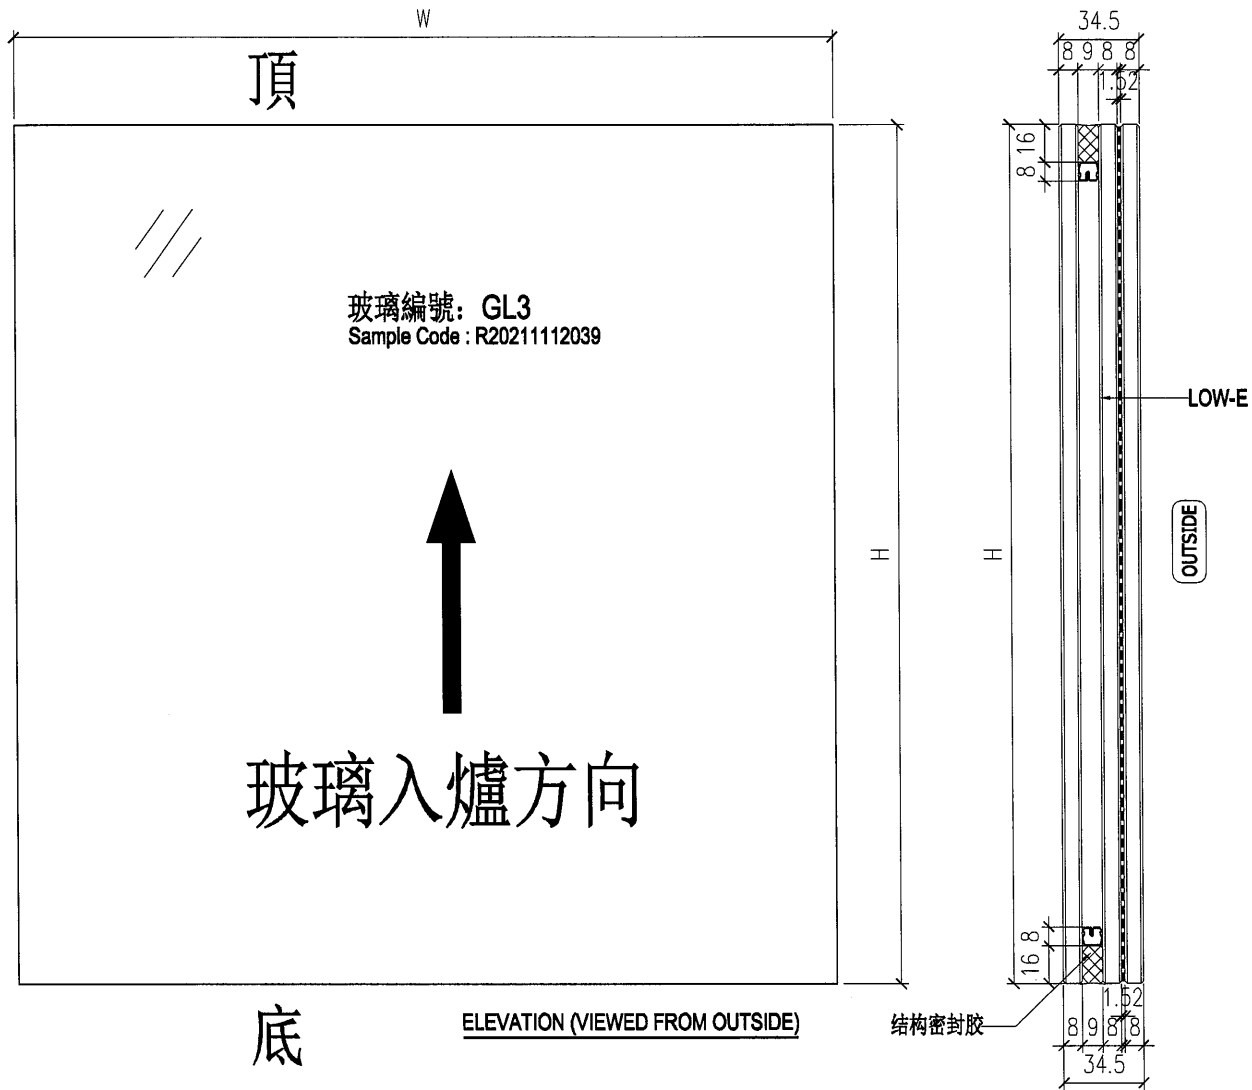 W
頂
34.5
8 9 8 8
1.52
16
8
玻璃編號： GL3
Sample Code : R20211112039
LOW-E
H
H
OUTSIDE
玻璃入爐方向
8
16
1.52
底
ELEVATION (VIEWED FROM OUTSIDE)
结构密封胶
8 9 8 8
34.5